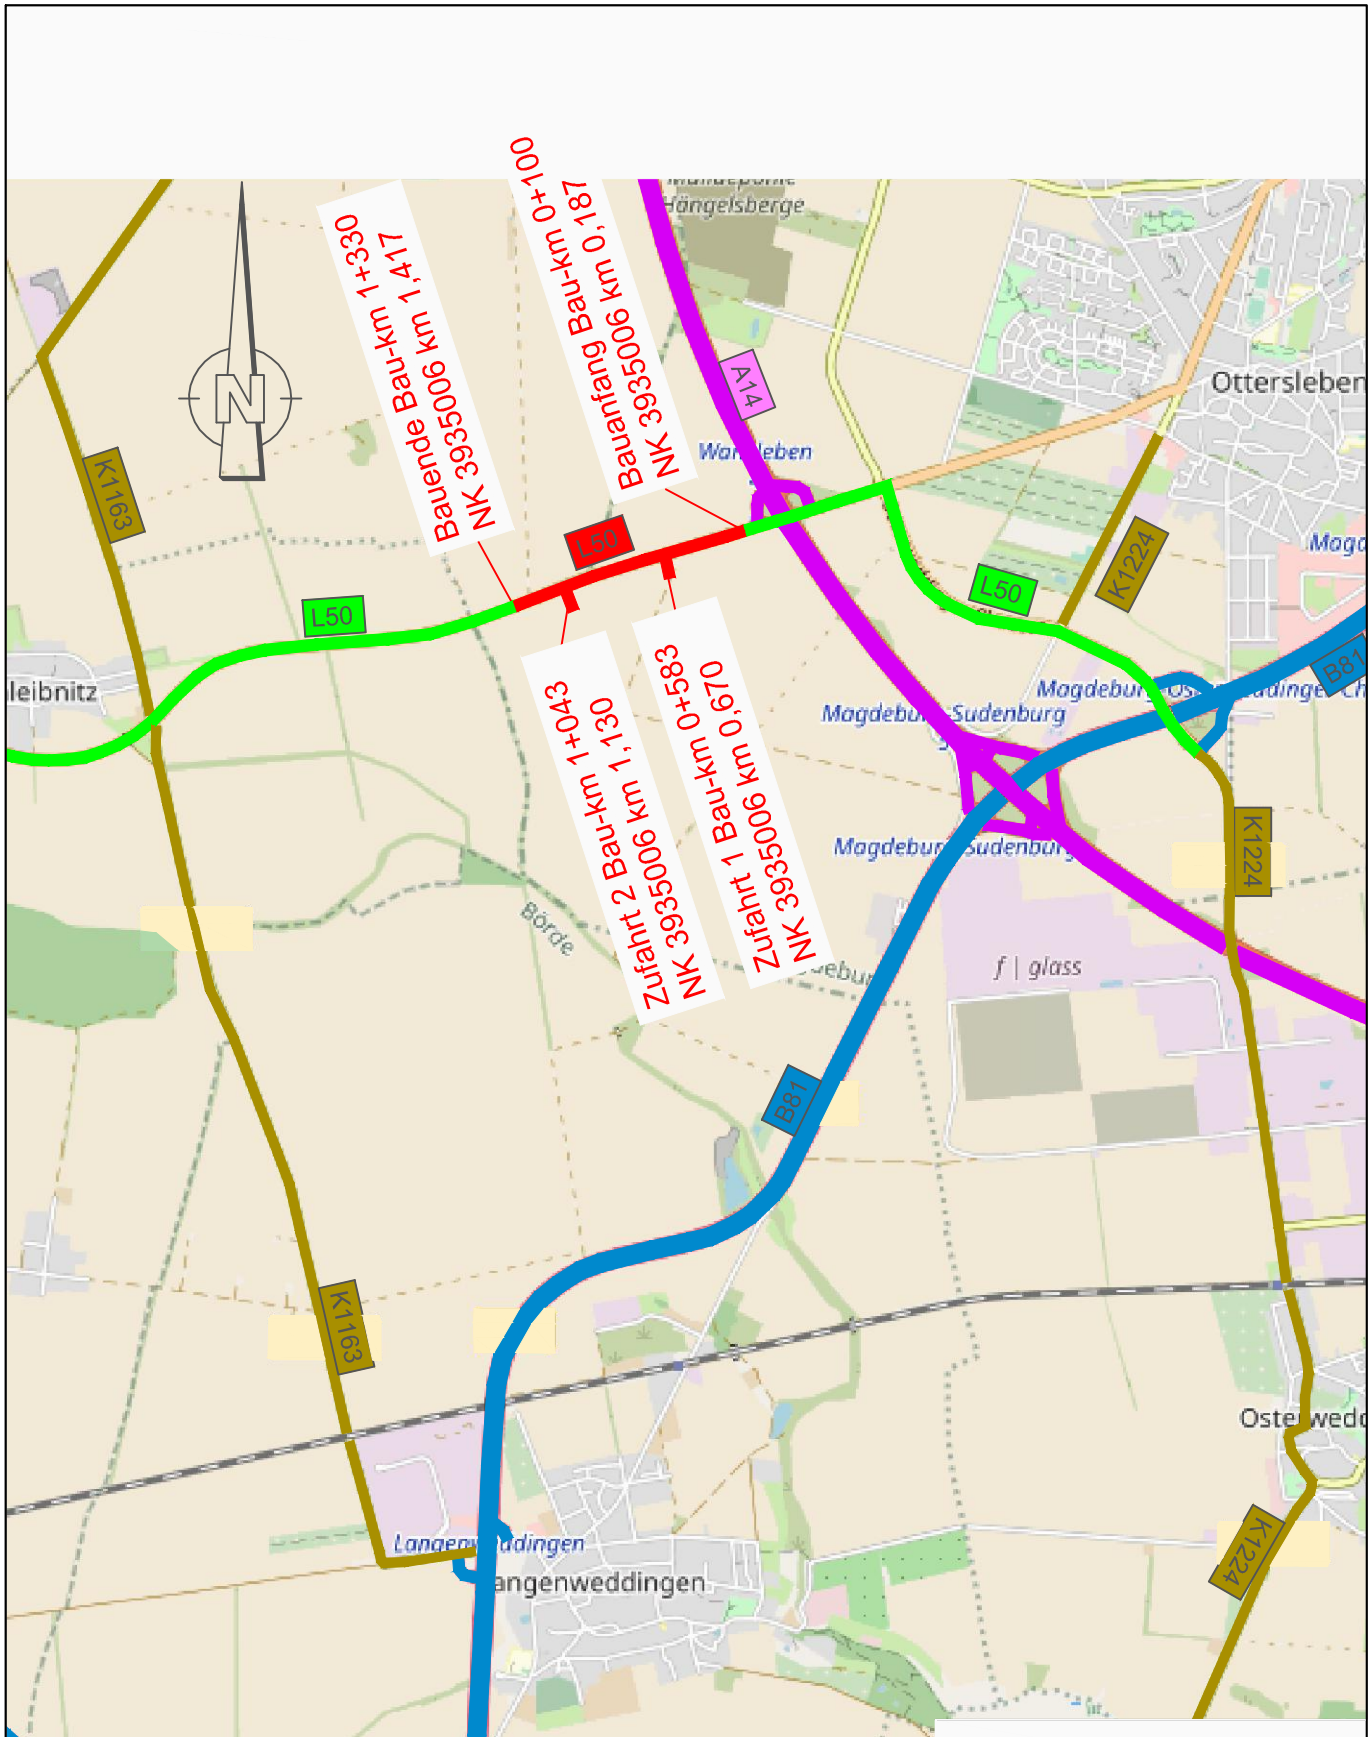 Hängelsberge
Bauende Bau-km 1+330
NK 3935006 km 1,417
Bauanfang Bau-km 0+100
NK 3935006 km 0,187
A14
Ottersleben
K1163
N
L50
K1224
L50
L50
B81
leibnitz
Magdeburg-Sudenburg
Zufahrt 2 Bau-km 1+043
NK 3935006 km 1,130
Zufahrt 1 Bau-km 0+583
NK 3935006 km 0,670
Magdeburg-Sudenburg
K1224
Börde
f | glass
B81
K1163
K1224
Langenweddingen
angenweddingen